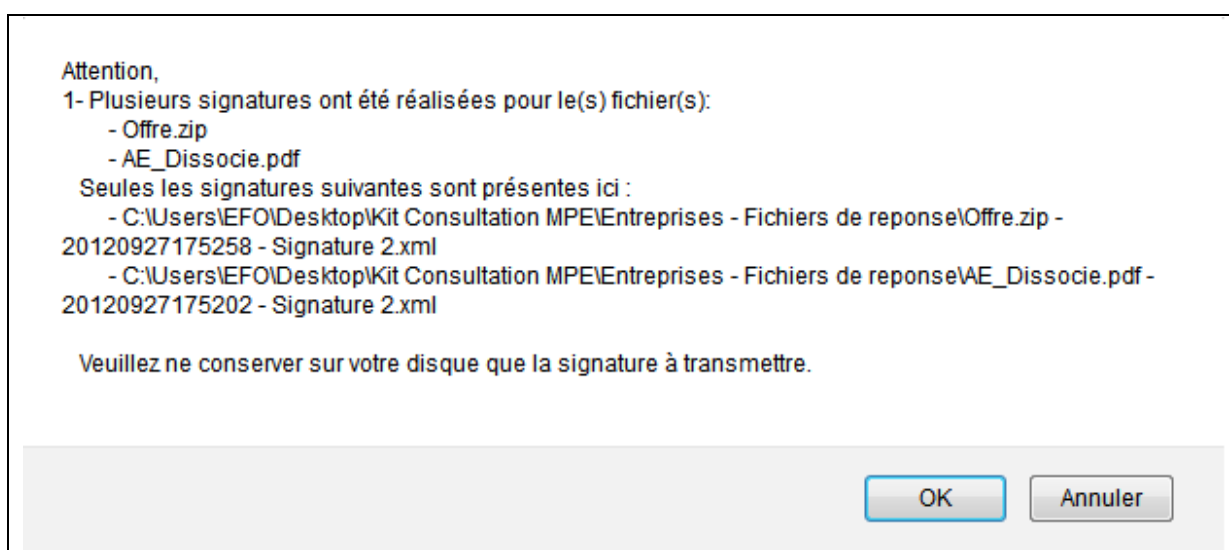 Attention,
1- Plusieurs signatures ont été réalisées pour le(s) fichier(s):
- Offre.zip
- AE_Dissocie.pdf
Seules les signatures suivantes sont présentes ici :
- C:\Users\EFO\Desktop\Kit Consultation MPE\Entreprises - Fichiers de reponse\Offre.zip -
20120927175258 - Signature 2.xml
- C:\Users\EFO\Desktop\Kit Consultation MPE\Entreprises - Fichiers de reponse\AE_Dissocie.pdf -
20120927175202 - Signature 2.xml
Veuillez ne conserver sur votre disque que la signature à transmettre.
OK Annuler